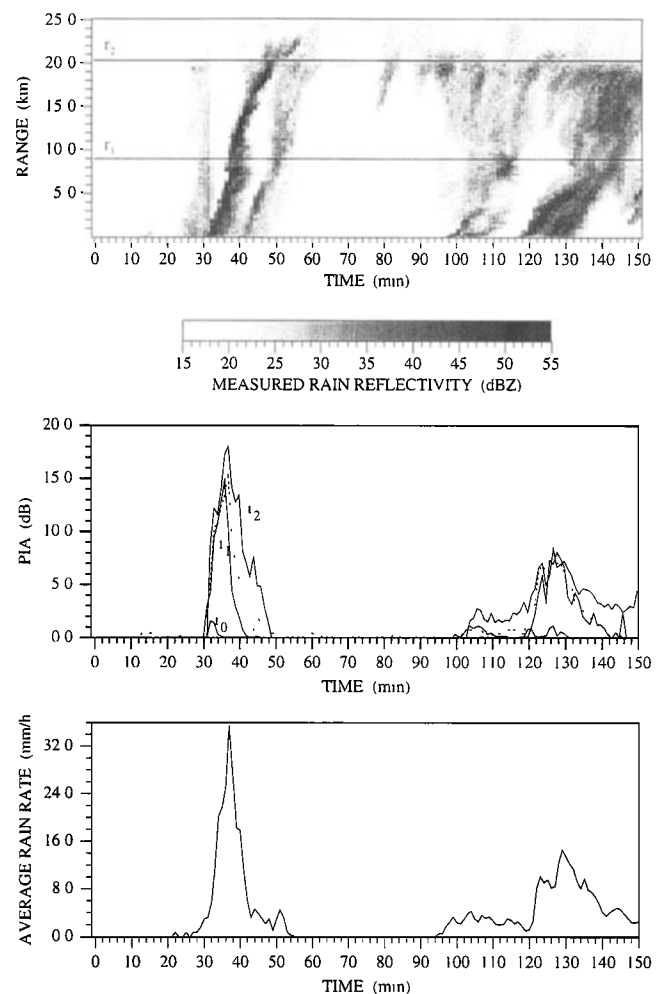 25 0
20 0
15 0
10 0
5 0
RANGE (km)
r2
r1
0 10 20 30 40 50 60 70 80 90 100 110 120 130 140 150
TIME (min)
15 20 25 30 35 40 45 50 55
MEASURED RAIN REFLECTIVITY (dBZ)
20 0
15 0
10 0
5 0
0 0
PIA (dB)
r2
r1
r0
0 10 20 30 40 50 60 70 80 90 100 110 120 130 140 150
TIME (min)
32 0
24 0
16 0
8 0
0 0
AVERAGE RAIN RATE (mm/h)
0 10 20 30 40 50 60 70 80 90 100 110 120 130 140 150
TIME (min)